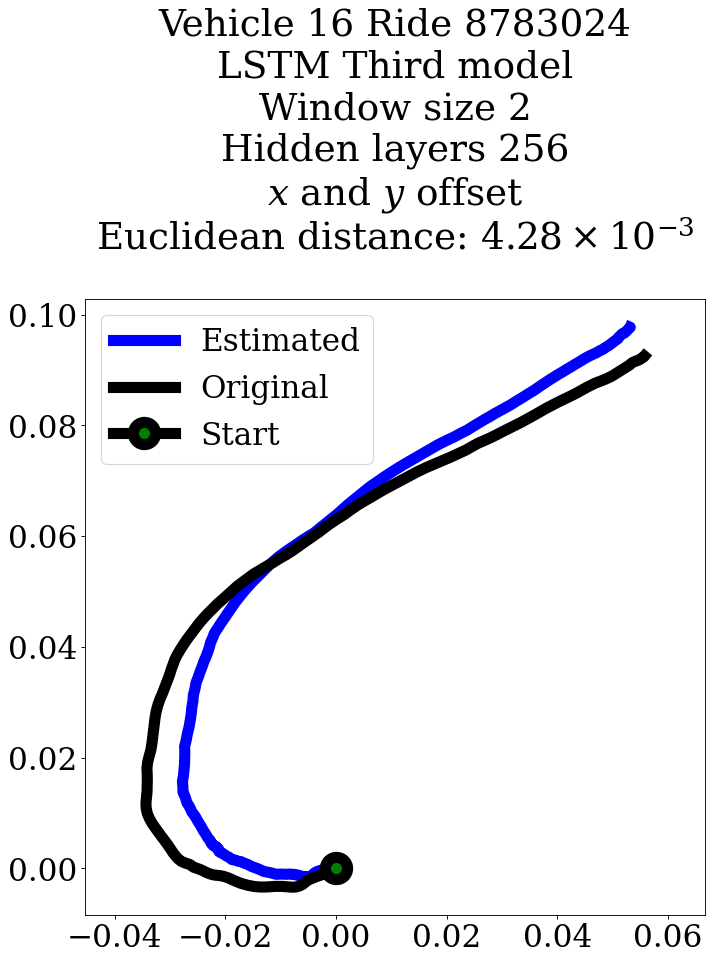 Vehicle 16 Ride 8783024
LSTM Third model
Window size 2
Hidden layers 256
x and y offset
Euclidean distance: 4.28 × 10⁻³
Estimated
Original
Start
0.10
0.08
0.06
0.04
0.02
0.00
−0.04 −0.02 0.00 0.02 0.04 0.06